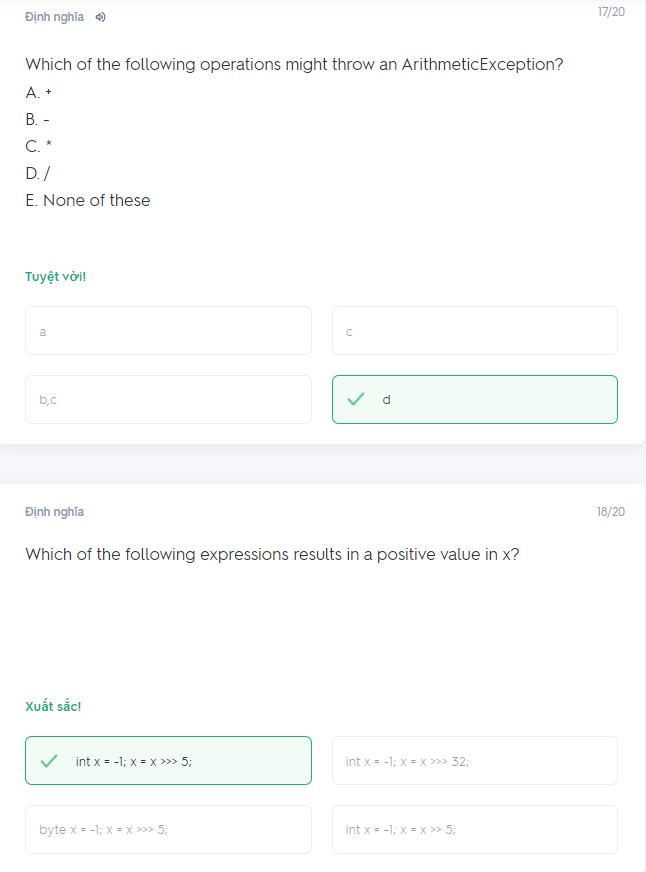 Định nghĩa
17/20
Which of the following operations might throw an ArithmeticException?
A. +
B. -
C. *
D. /
E. None of these
Tuyệt vời!
a
c
b,c
d
Định nghĩa
18/20
Which of the following expressions results in a positive value in x?
Xuất sắc!
int x = -1; x = x >>> 5;
int x = -1; x = x >>> 32;
byte x = -1; x = x >>> 5;
int x = -1; x = x >> 5;